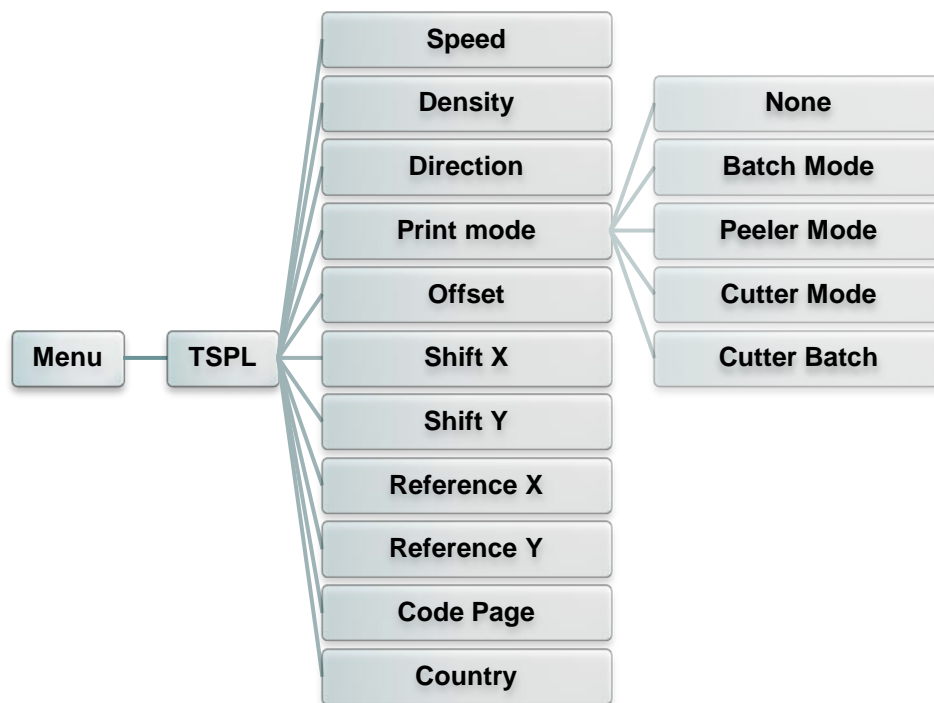 Menu
TSPL
Speed
Density
Direction
Print mode
Offset
Shift X
Shift Y
Reference X
Reference Y
Code Page
Country
None
Batch Mode
Peeler Mode
Cutter Mode
Cutter Batch